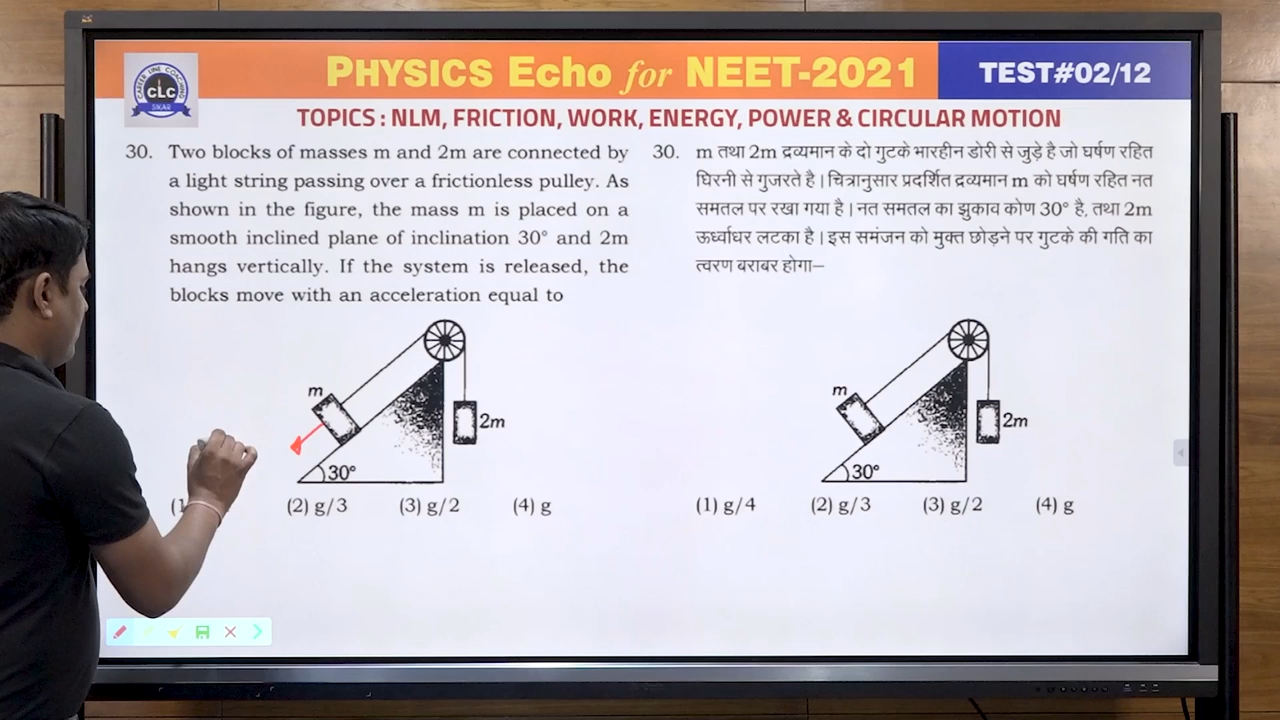 CAREER LINE COACHING
CLC
SIKAR
PHYSICS Echo for NEET-2021
TEST#02/12
TOPICS : NLM, FRICTION, WORK, ENERGY, POWER & CIRCULAR MOTION
30. Two blocks of masses m and 2m are connected by
a light string passing over a frictionless pulley. As
shown in the figure, the mass m is placed on a
smooth inclined plane of inclination 30° and 2m
hangs vertically. If the system is released, the
blocks move with an acceleration equal to
m
2m
30°
(1
(2) g/3 (3) g/2 (4) g
30. m तथा 2m द्रव्यमान के दो गुटके भारहीन डोरी से जुड़े है जो घर्षण रहित
घिरनी से गुजरते है। चित्रानुसार प्रदर्शित द्रव्यमान m को घर्षण रहित नत
समतल पर रखा गया है। नत समतल का झुकाव कोण 30° है, तथा 2m
ऊर्ध्वाधर लटका है। इस समंजन को मुक्त छोड़ने पर गुटके की गति का
त्वरण बराबर होगा–
m
2m
30°
(1) g/4 (2) g/3 (3) g/2 (4) g